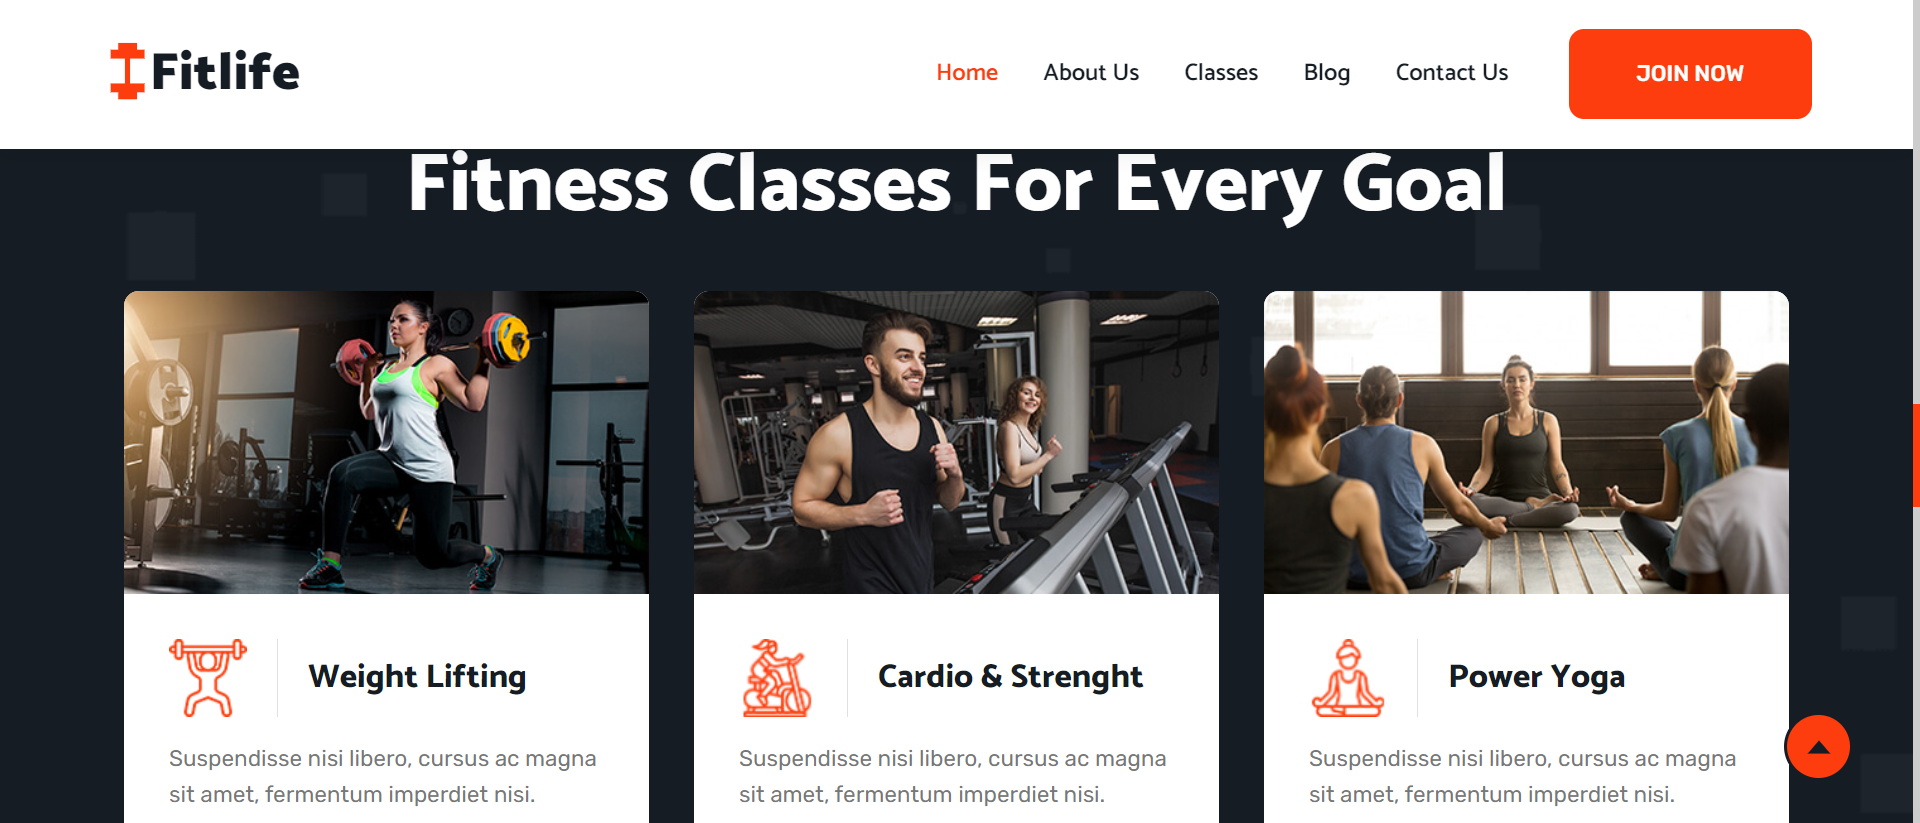 Fitlife
Home About Us Classes Blog Contact Us JOIN NOW
Fitness Classes For Every Goal
Weight Lifting
Suspendisse nisi libero, cursus ac magna
sit amet, fermentum imperdiet nisi.
Cardio & Strenght
Suspendisse nisi libero, cursus ac magna
sit amet, fermentum imperdiet nisi.
Power Yoga
Suspendisse nisi libero, cursus ac magna
sit amet, fermentum imperdiet nisi.